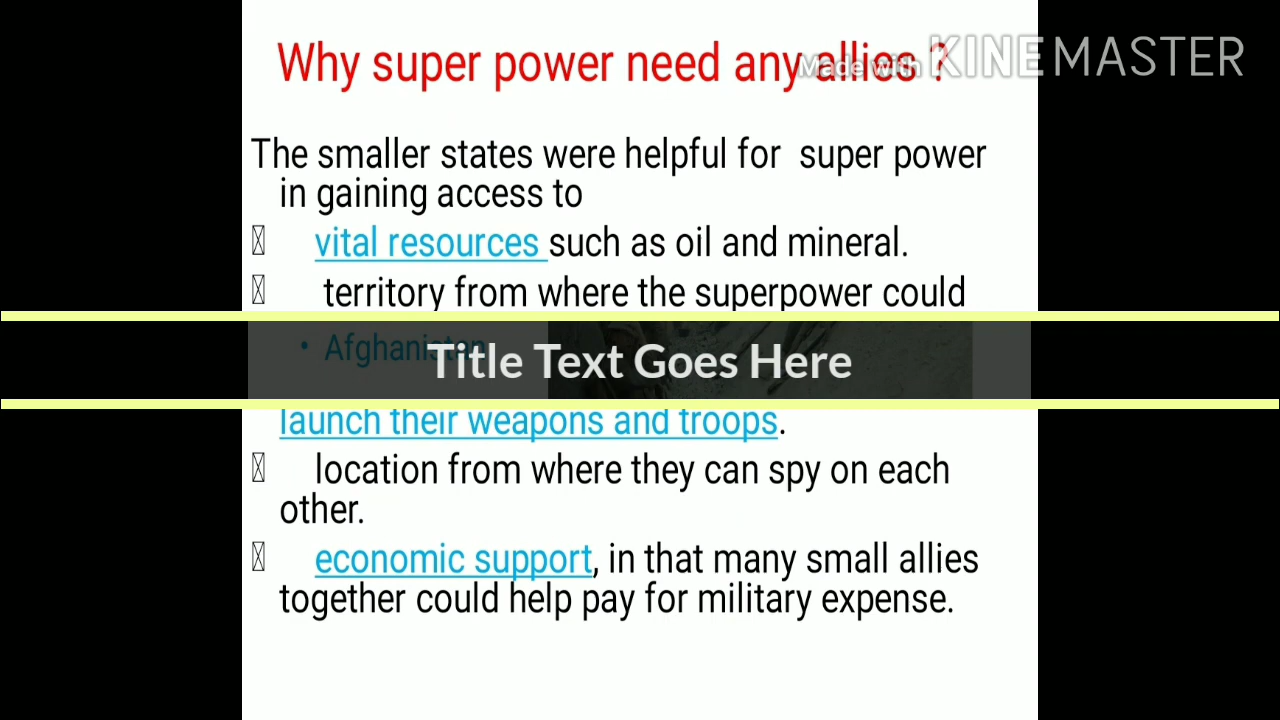 Why super power need any allies ?
Made with KINEMASTER
The smaller states were helpful for super power
in gaining access to
vital resources such as oil and mineral.
territory from where the superpower could
• Afghanistan
Title Text Goes Here
launch their weapons and troops.
location from where they can spy on each
other.
economic support, in that many small allies
together could help pay for military expense.